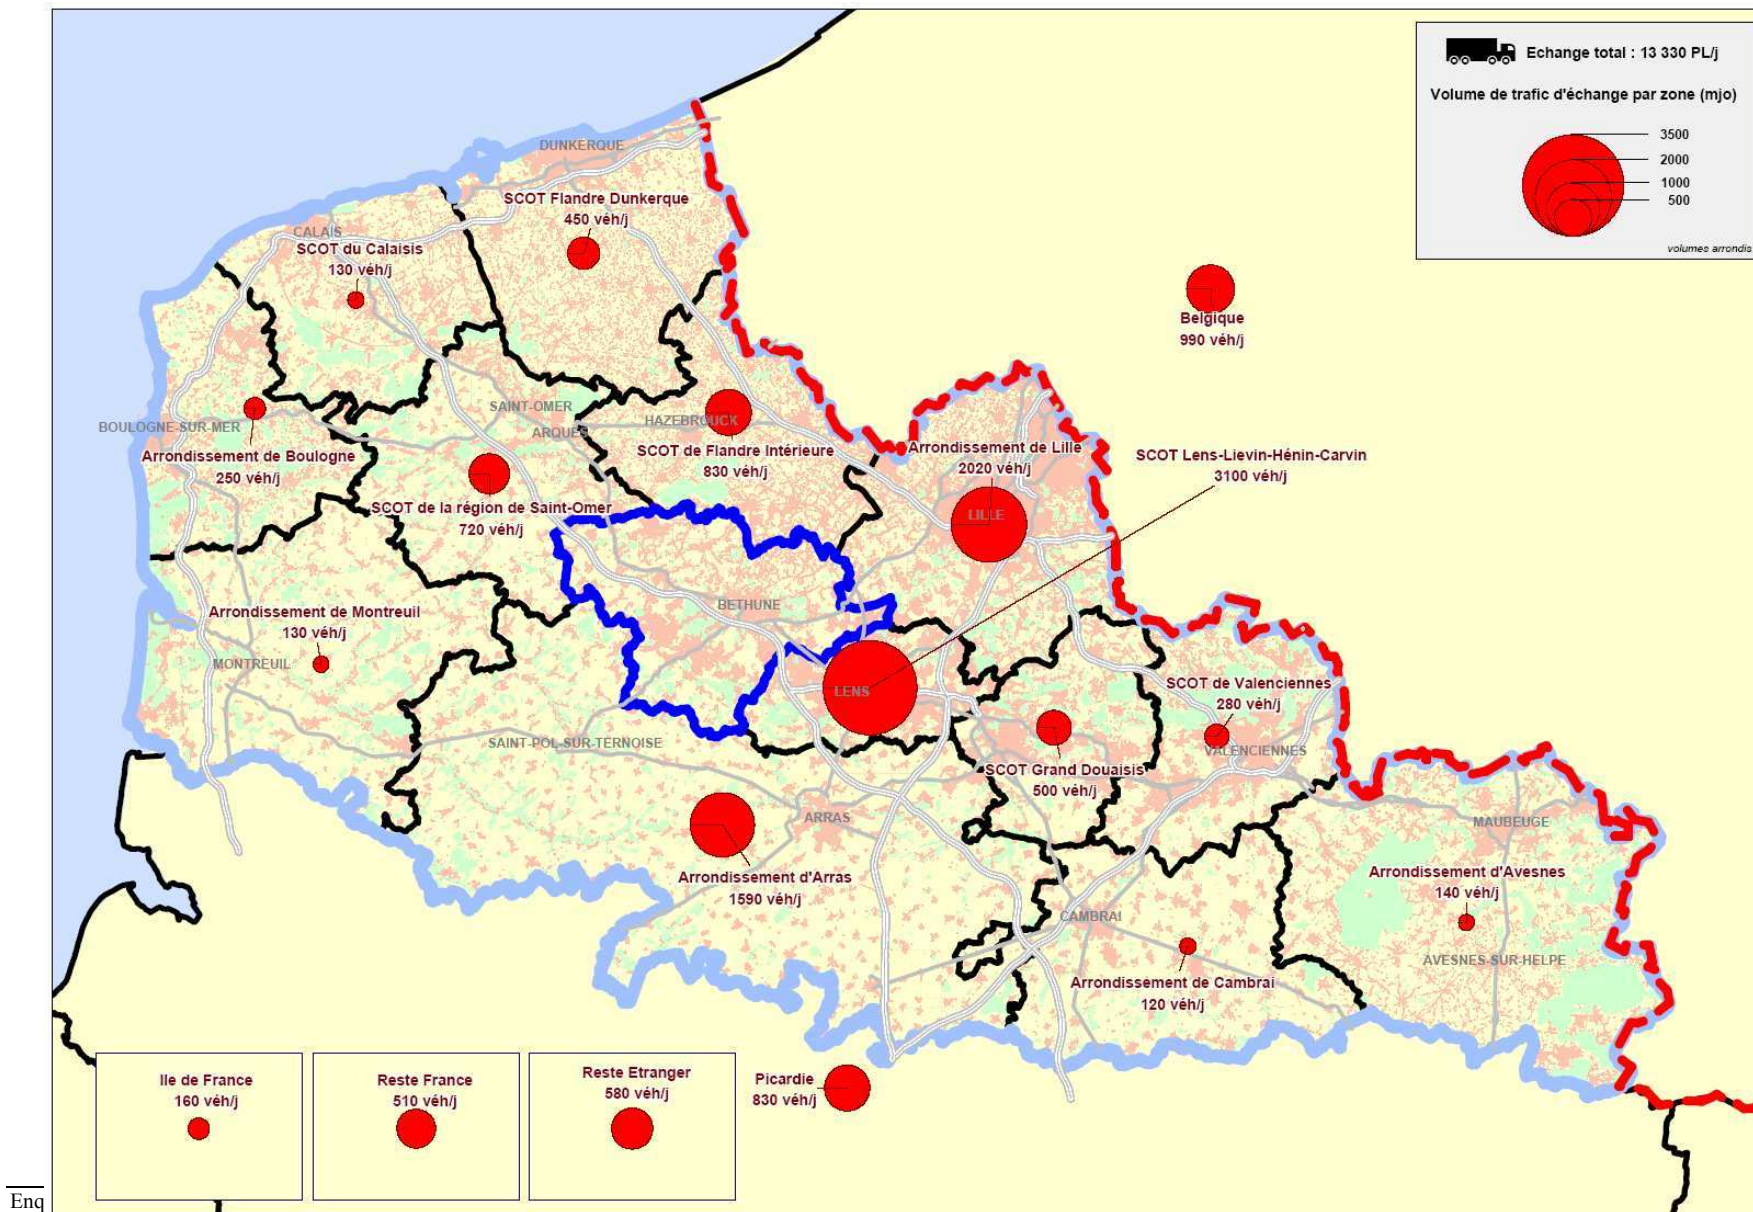 Echange total : 13 330 PL/j
Volume de trafic d'échange par zone (mjo)
3500
2000
1000
500
volumes arrondis
DUNKERQUE
SCOT Flandre Dunkerque
450 véh/j
CALAIS
SCOT du Calaisis
130 véh/j
Belgique
990 véh/j
SAINT-OMER
HAZEBROUCK
BOULOGNE-SUR-MER
ARQUES
Arrondissement de Boulogne
250 véh/j
SCOT de Flandre Intérieure
830 véh/j
Arrondissement de Lille
2020 véh/j
SCOT Lens-Lievin-Hénin-Carvin
3100 véh/j
SCOT de la région de Saint-Omer
720 véh/j
LILLE
BETHUNE
Arrondissement de Montreuil
130 véh/j
MONTREUIL
LENS
SCOT de Valenciennes
280 véh/j
VALENCIENNES
SAINT-POL-SUR-TERNOISE
SCOT Grand Douaisis
500 véh/j
ARRAS
MAUBEUGE
Arrondissement d'Arras
1590 véh/j
Arrondissement d'Avesnes
140 véh/j
CAMBRAI
AVESNES-SUR-HELPE
Arrondissement de Cambrai
120 véh/j
Ile de France
160 véh/j
Reste France
510 véh/j
Reste Etranger
580 véh/j
Picardie
830 véh/j
Enq